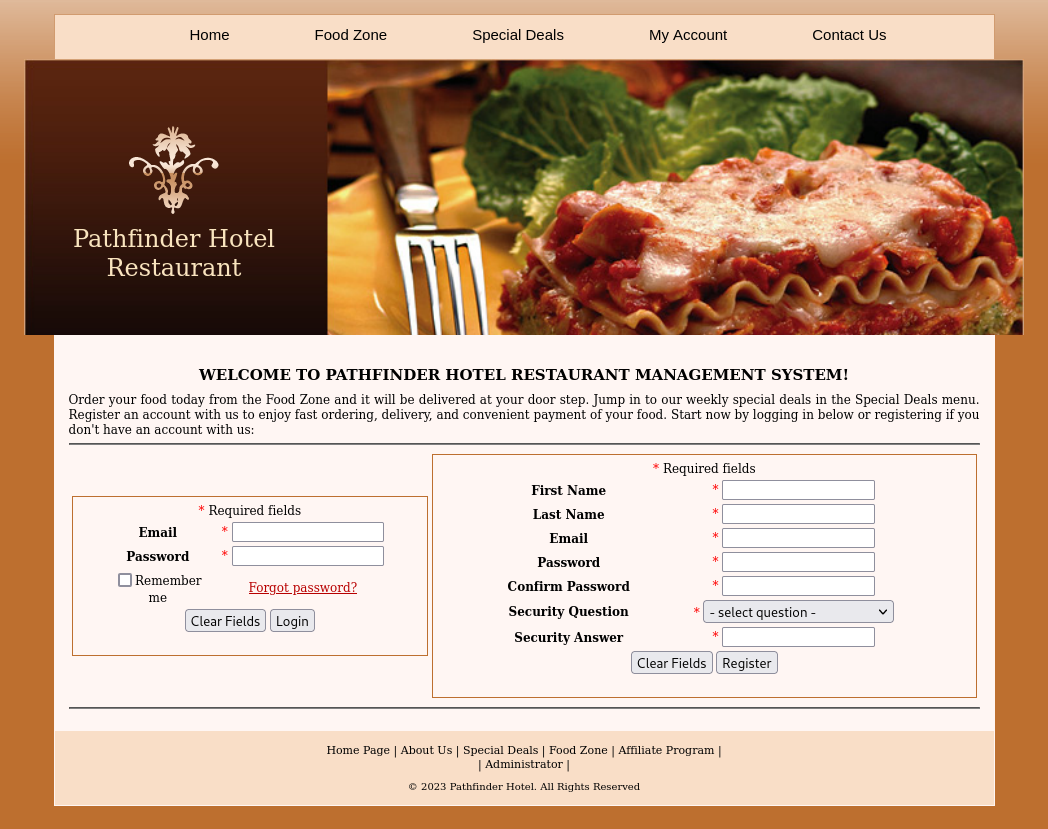 Home Food Zone Special Deals My Account Contact Us
Pathfinder Hotel
Restaurant
WELCOME TO PATHFINDER HOTEL RESTAURANT MANAGEMENT SYSTEM!
Order your food today from the Food Zone and it will be delivered at your door step. Jump in to our weekly special deals in the Special Deals menu.
Register an account with us to enjoy fast ordering, delivery, and convenient payment of your food. Start now by logging in below or registering if you
don't have an account with us:
* Required fields
Email *
Password *
Remember me Forgot password?
Clear Fields Login
* Required fields
First Name *
Last Name *
Email *
Password *
Confirm Password *
Security Question * - select question -
Security Answer *
Clear Fields Register
Home Page | About Us | Special Deals | Food Zone | Affiliate Program |
| Administrator |
© 2023 Pathfinder Hotel. All Rights Reserved